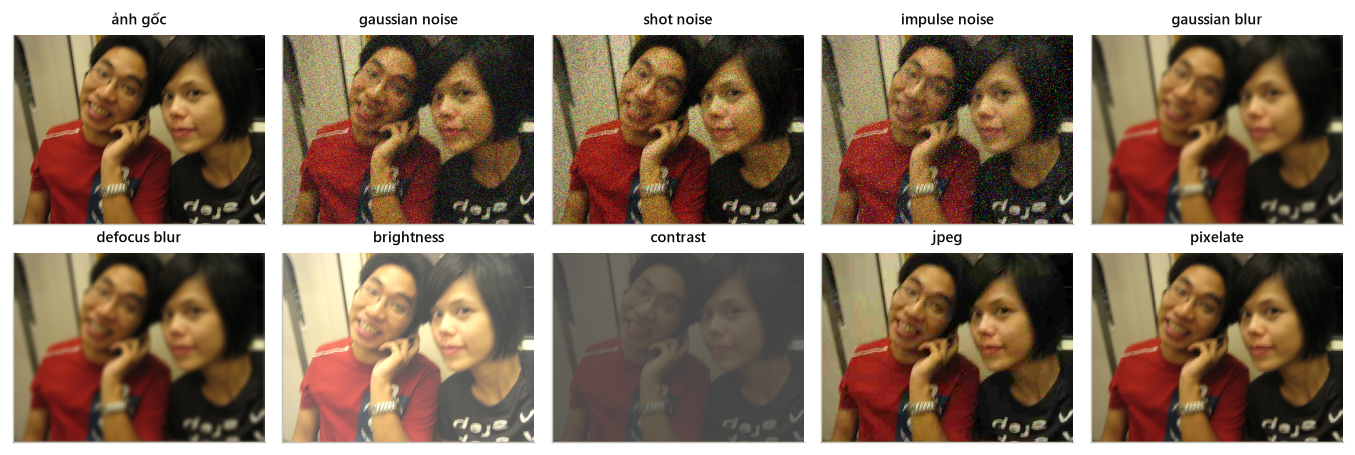 ảnh gốc
gaussian noise
shot noise
impulse noise
gaussian blur
defocus blur
brightness
contrast
jpeg
pixelate